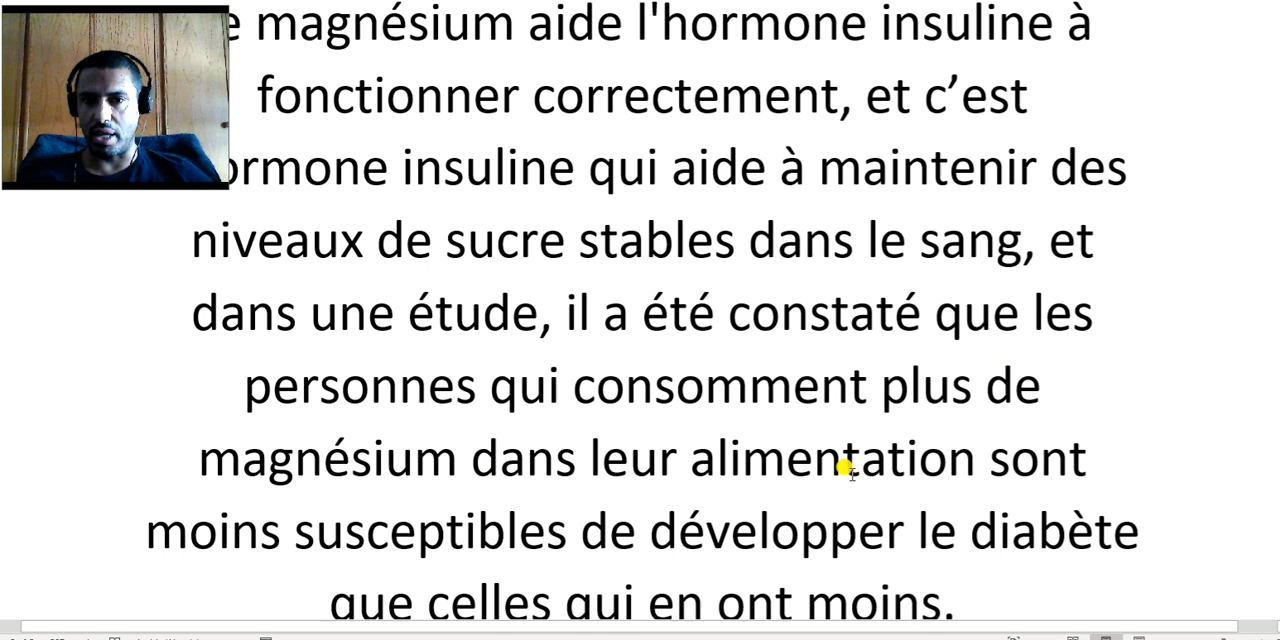 magnésium aide l'hormone insuline à
fonctionner correctement, et c’est
insuline qui aide à maintenir des
niveaux de sucre stables dans le sang, et
dans une étude, il a été constaté que les
personnes qui consomment plus de
magnésium dans leur alimentation sont
moins susceptibles de développer le diabète
que celles qui en ont moins.